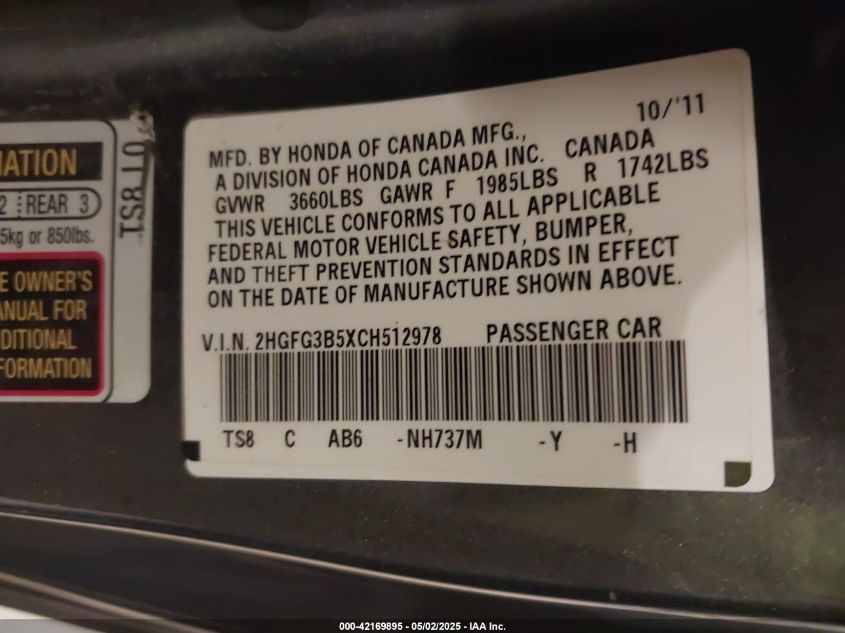 MATION
2 REAR 3
5kg or 850lbs.
E OWNER'S
ANUAL FOR
DITIONAL
FORMATION
0TS81
10/'11
MFD. BY HONDA OF CANADA MFG.,
A DIVISION OF HONDA CANADA INC. CANADA
GVWR 3660LBS GAWR F 1985LBS R 1742LBS
THIS VEHICLE CONFORMS TO ALL APPLICABLE
FEDERAL MOTOR VEHICLE SAFETY, BUMPER,
AND THEFT PREVENTION STANDARDS IN EFFECT
ON THE DATE OF MANUFACTURE SHOWN ABOVE.
V.I.N. 2HGFG3B5XCH512978 PASSENGER CAR
TS8 C AB6 -NH737M -Y -H
000-42169895 - 05/02/2025 - IAA Inc.